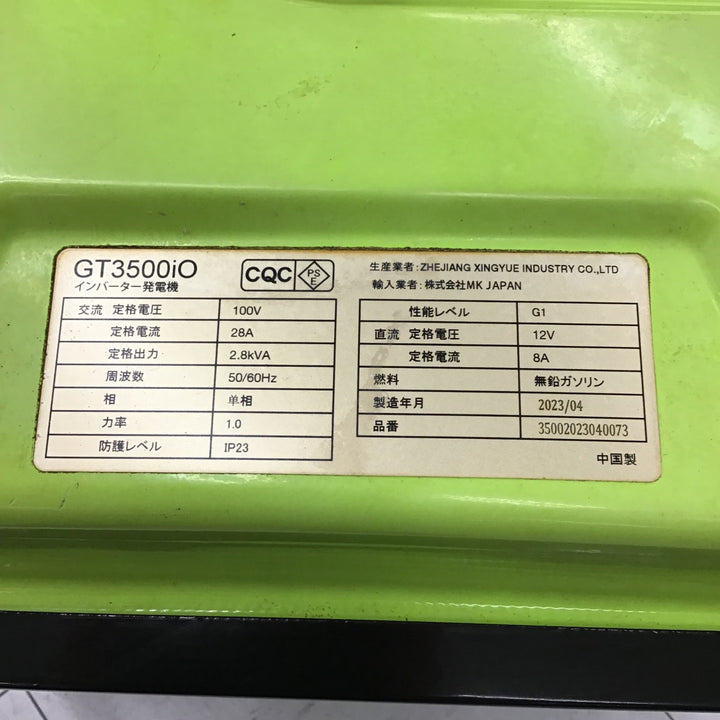 GT3500iO
インバーター発電機
CQC PSE
生産業者:ZHEJIANG XINGYUE INDUSTRY CO.,LTD
輸入業者:株式会社MK JAPAN
交流 定格電圧 100V
定格電流 28A
定格出力 2.8kVA
周波数 50/60Hz
相 单相
力率 1.0
防護レベル IP23
性能レベル G1
直流 定格電圧 12V
定格電流 8A
燃料 無鉛ガソリン
製造年月 2023/04
品番 35002023040073
中国製